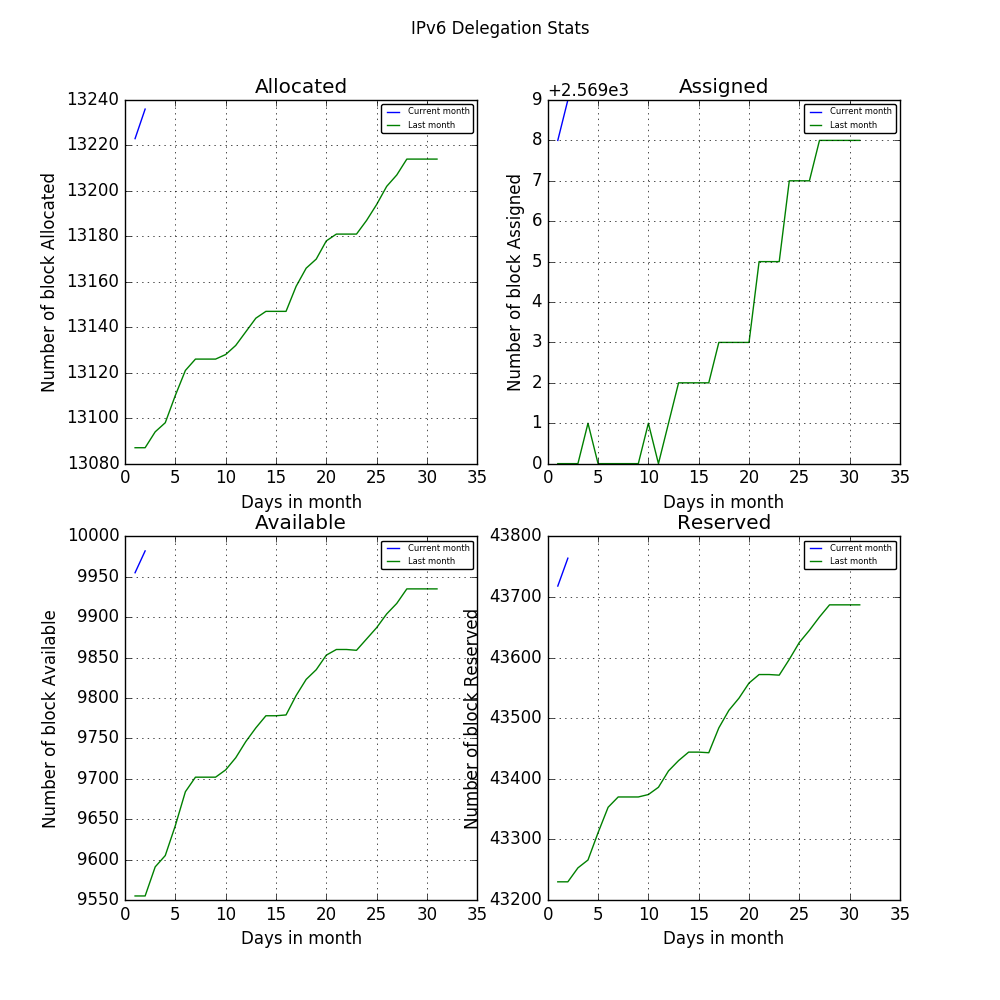 IPv6 Delegation Stats
Allocated
Number of block Allocated
13240
13220
13200
13180
13160
13140
13120
13100
13080
0 5 10 15 20 25 30 35
Days in month
Current month
Last month
Assigned
+2.569e3
Number of block Assigned
9
8
7
6
5
4
3
2
1
0
0 5 10 15 20 25 30 35
Days in month
Current month
Last month
Available
Number of block Available
10000
9950
9900
9850
9800
9750
9700
9650
9600
9550
0 5 10 15 20 25 30 35
Days in month
Current month
Last month
Reserved
Number of block Reserved
43800
43700
43600
43500
43400
43300
43200
0 5 10 15 20 25 30 35
Days in month
Current month
Last month